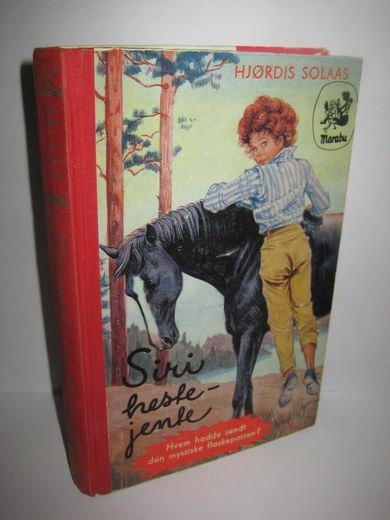 HJØRDIS SOLAAS
Marabu
Siri
heste-
jente
Hvem hadde sendt
den mystiske flaskeposten?